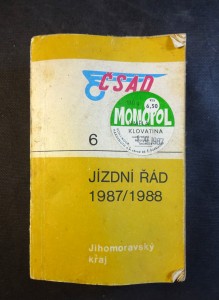 ČSAD
6,50
MONOPOL
KLOVATINA
6
JÍZDNÍ ŘÁD
1987/1988
Jihomoravský
kraj